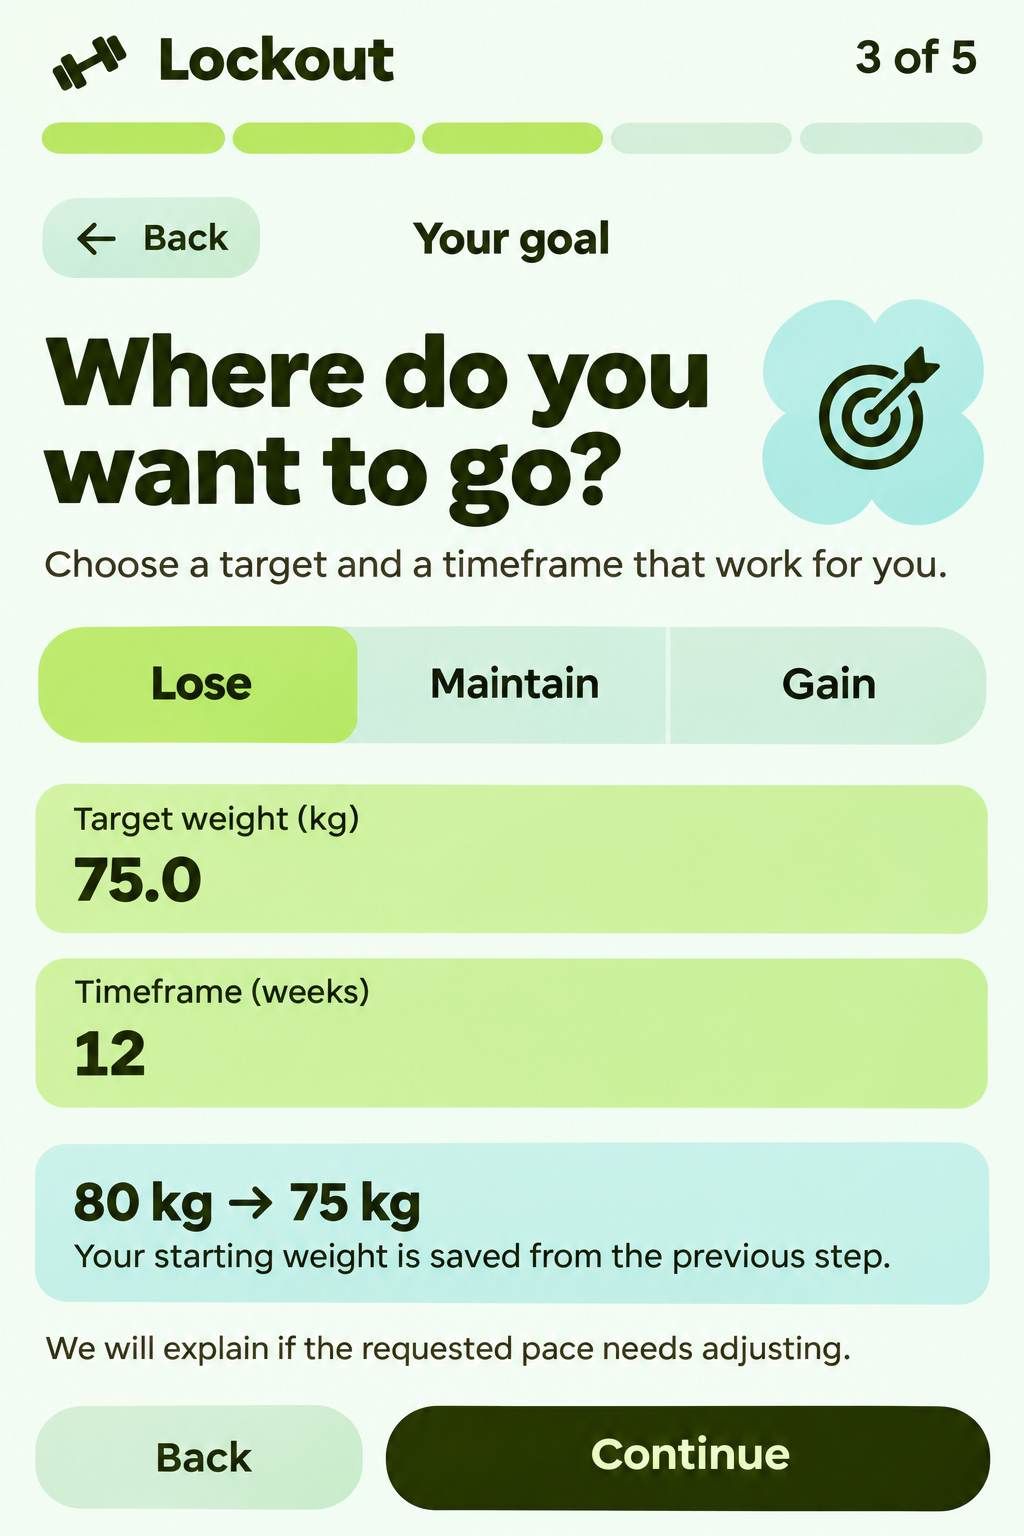 Lockout
3 of 5
← Back
Your goal
Where do you
want to go?
Choose a target and a timeframe that work for you.
Lose
Maintain
Gain
Target weight (kg)
75.0
Timeframe (weeks)
12
80 kg → 75 kg
Your starting weight is saved from the previous step.
We will explain if the requested pace needs adjusting.
Back
Continue